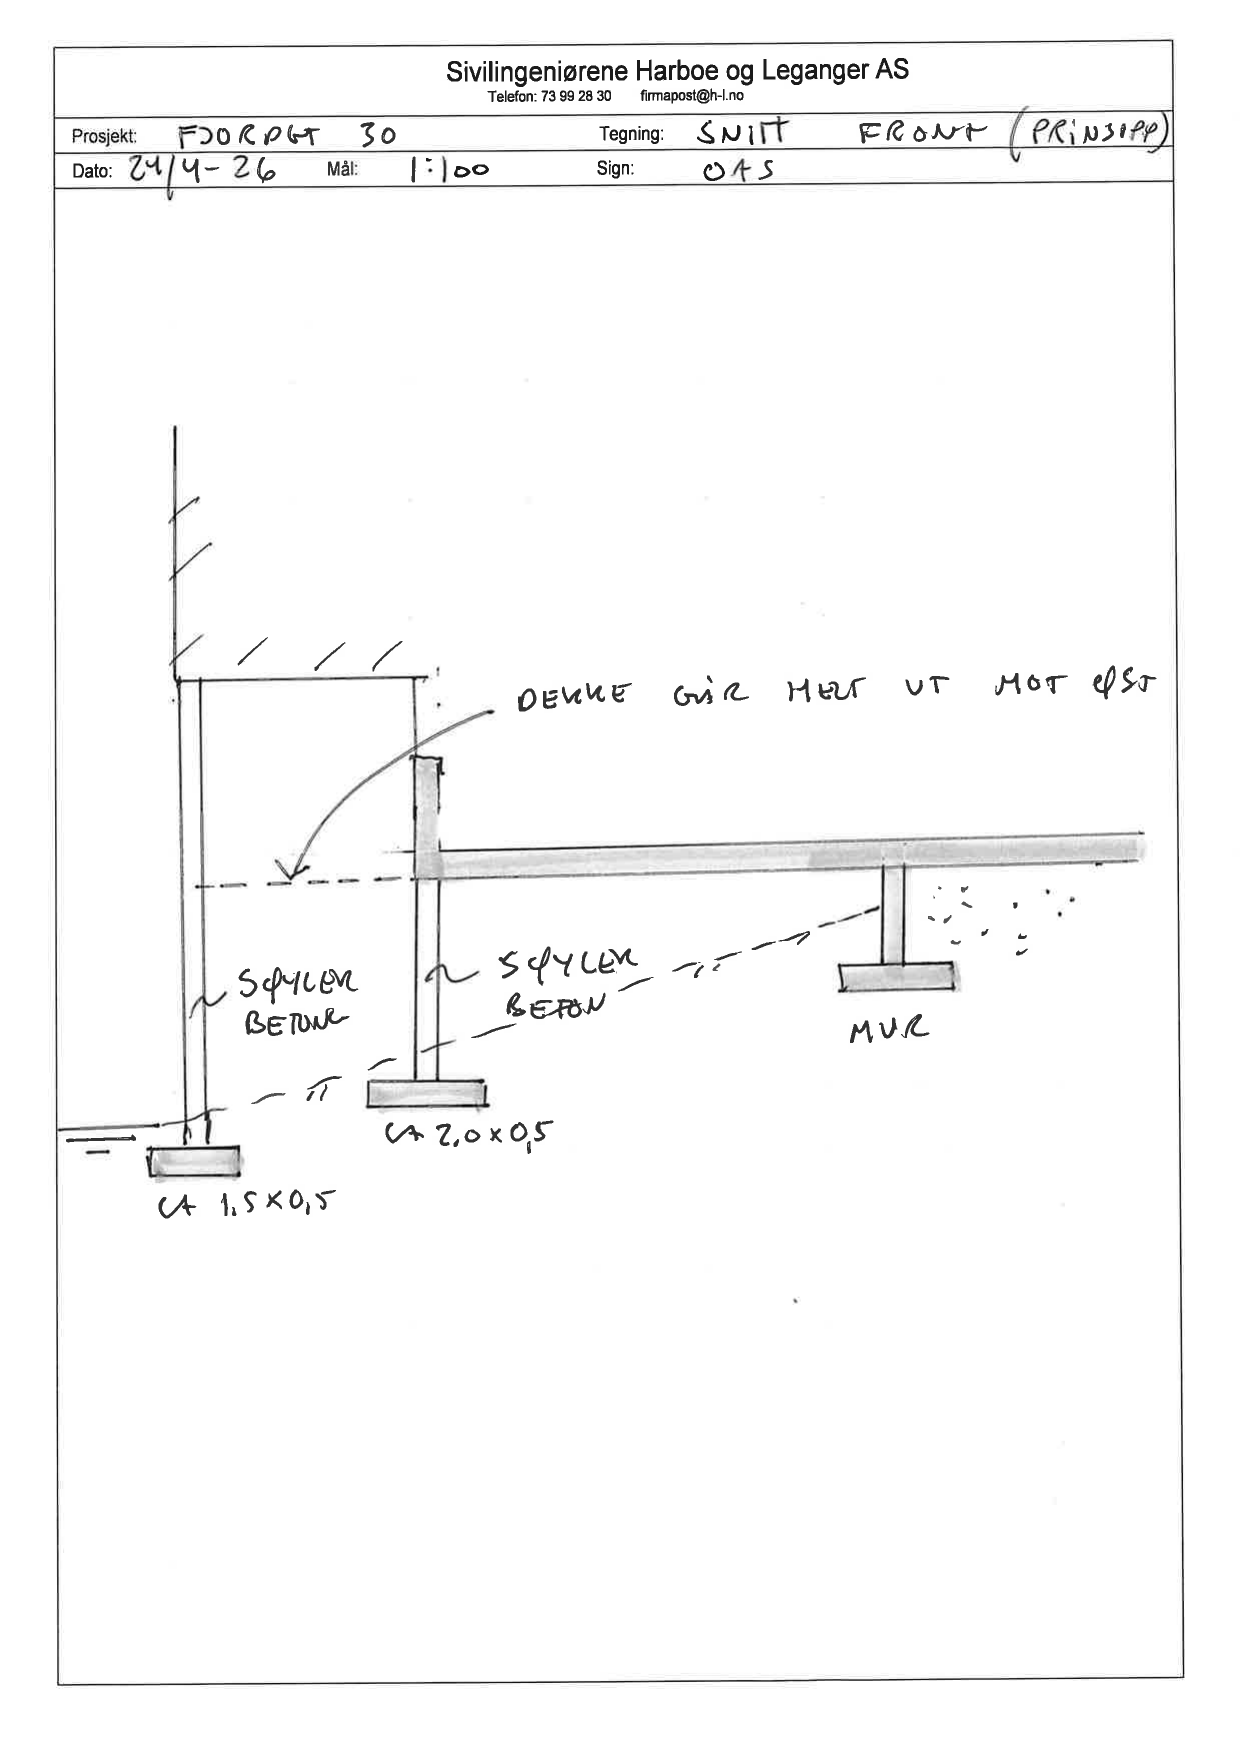 Sivilingeniørene Harboe og Leganger AS
Telefon: 73 99 28 30 firmapost@h-l.no
Prosjekt: FJORDGT 30 Tegning: SNITT FRONT (PRINSIPP)
Dato: 24/4-26 Mål: 1:100 Sign: OAS
DEKKE GÅR HELT UT MOT ØST
SØYLER
BETONG
SØYLER
BETON
MUR
CA 2,0 x 0,5
CA 1,5 x 0,5